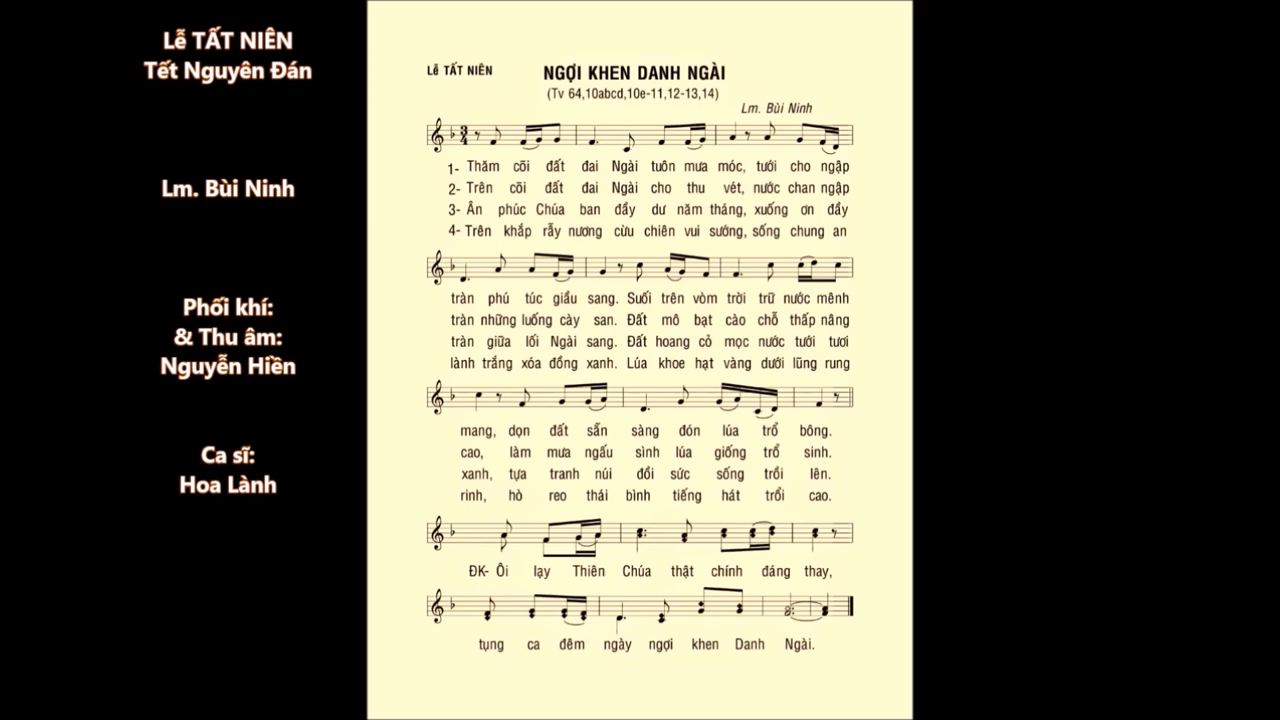 Lễ TẤT NIÊN
Tết Nguyên Đán
Lm. Bùi Ninh
Phối khí:
& Thu âm:
Nguyễn Hiền
Ca sĩ:
Hoa Lành
Lễ TẤT NIÊN
NGỢI KHEN DANH NGÀI
(Tv 64,10abcd,10e-11,12-13,14)
Lm. Bùi Ninh
3
4
1- Thăm cõi đất đai Ngài tuôn mưa móc, tưới cho ngập
2- Trên cõi đất đai Ngài cho thu vét, nước chan ngập
3- Ân phúc Chúa ban đầy dư năm tháng, xuống ơn đầy
4- Trên khắp rẫy nương cừu chiên vui sướng, sống chung an
tràn phú túc giầu sang. Suối trên vòm trời trữ nước mênh
tràn những luống cày san. Đất mô bạt cào chỗ thấp nâng
tràn giữa lối Ngài sang. Đất hoang cỏ mọc nước tưới tươi
lành trắng xóa đồng xanh. Lúa khoe hạt vàng dưới lũng rung
mang, dọn đất sẵn sàng đón lúa trổ bông.
cao, làm mưa ngấu sình lúa giống trổ sinh.
xanh, tựa tranh núi đồi sức sống trồi lên.
rinh, hò reo thái bình tiếng hát trổi cao.
ĐK- Ôi lạy Thiên Chúa thật chính đáng thay,
tụng ca đêm ngày ngợi khen Danh Ngài.